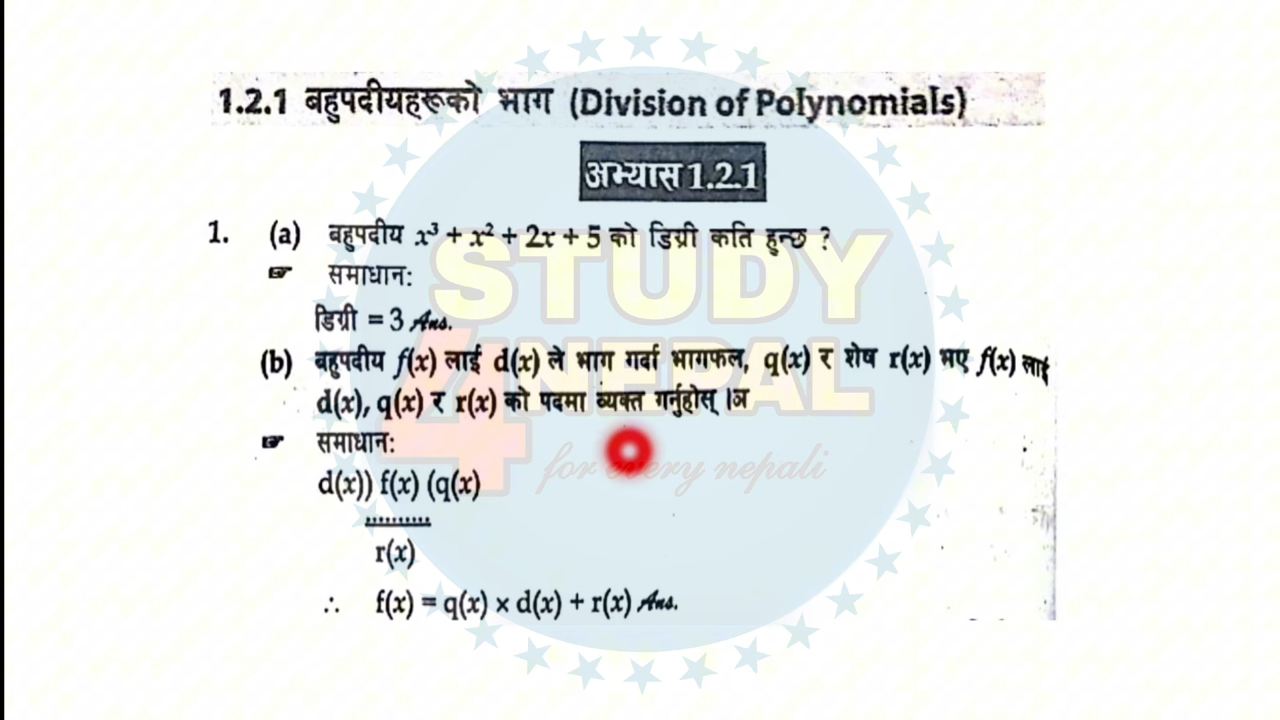 1.2.1 बहुपदीयहरूको भाग (Division of Polynomials)
अभ्यास 1.2.1
1. (a) बहुपदीय x³ + x² + 2x + 5 को डिग्री कति हुन्छ ?
☞ समाधान:
डिग्री = 3 Ans.
(b) बहुपदीय f(x) लाई d(x) ले भाग गर्दा भागफल, q(x) र शेष r(x) भए f(x) लाई
d(x), q(x) र r(x) को पदमा व्यक्त गर्नुहोस् ।ञ
☞ समाधान:
d(x)) f(x) (q(x)
..........
r(x)
∴ f(x) = q(x) × d(x) + r(x) Ans.
STUDY
4 NEPAL
for every nepali